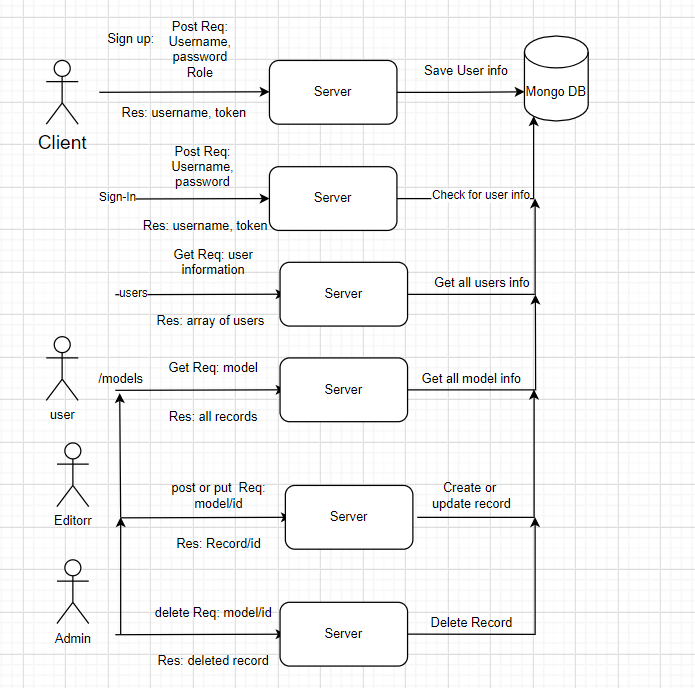 Post Req:
Sign up:
Username,
password
Role
Save User info
Server
Mongo DB
Res: username, token
Client
Post Req:
Username,
password
Sign-In
Server
Check for user info
Res: username, token
Get Req: user
information
-users
Server
Get all users info
Res: array of users
Get Req: model
/models
Server
Get all model info
Res: all records
user
post or put Req:
model/id
Server
Create or
update record
Editorr
Res: Record/id
delete Req: model/id
Server
Delete Record
Admin
Res: deleted record